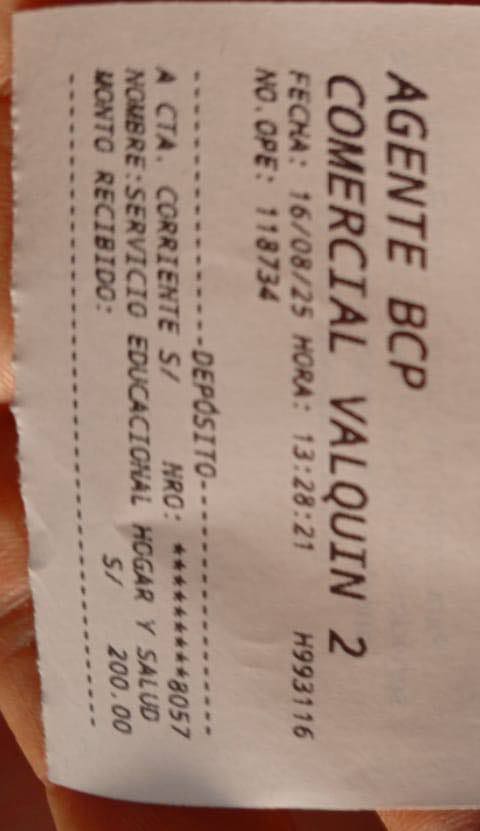 AGENTE BCP
COMERCIAL VALQUIN 2
FECHA: 16/08/25 HORA: 13:28:21 H993116
NO.OPE: 118734
--------------------DEPÓSITO--------------------
A CTA. CORRIENTE S/ NRO: *********8057
NOMBRE:SERVICIO EDUCACIONAL HOGAR Y SALUD
MONTO RECIBIDO: S/ 200.00
------------------------------------------------